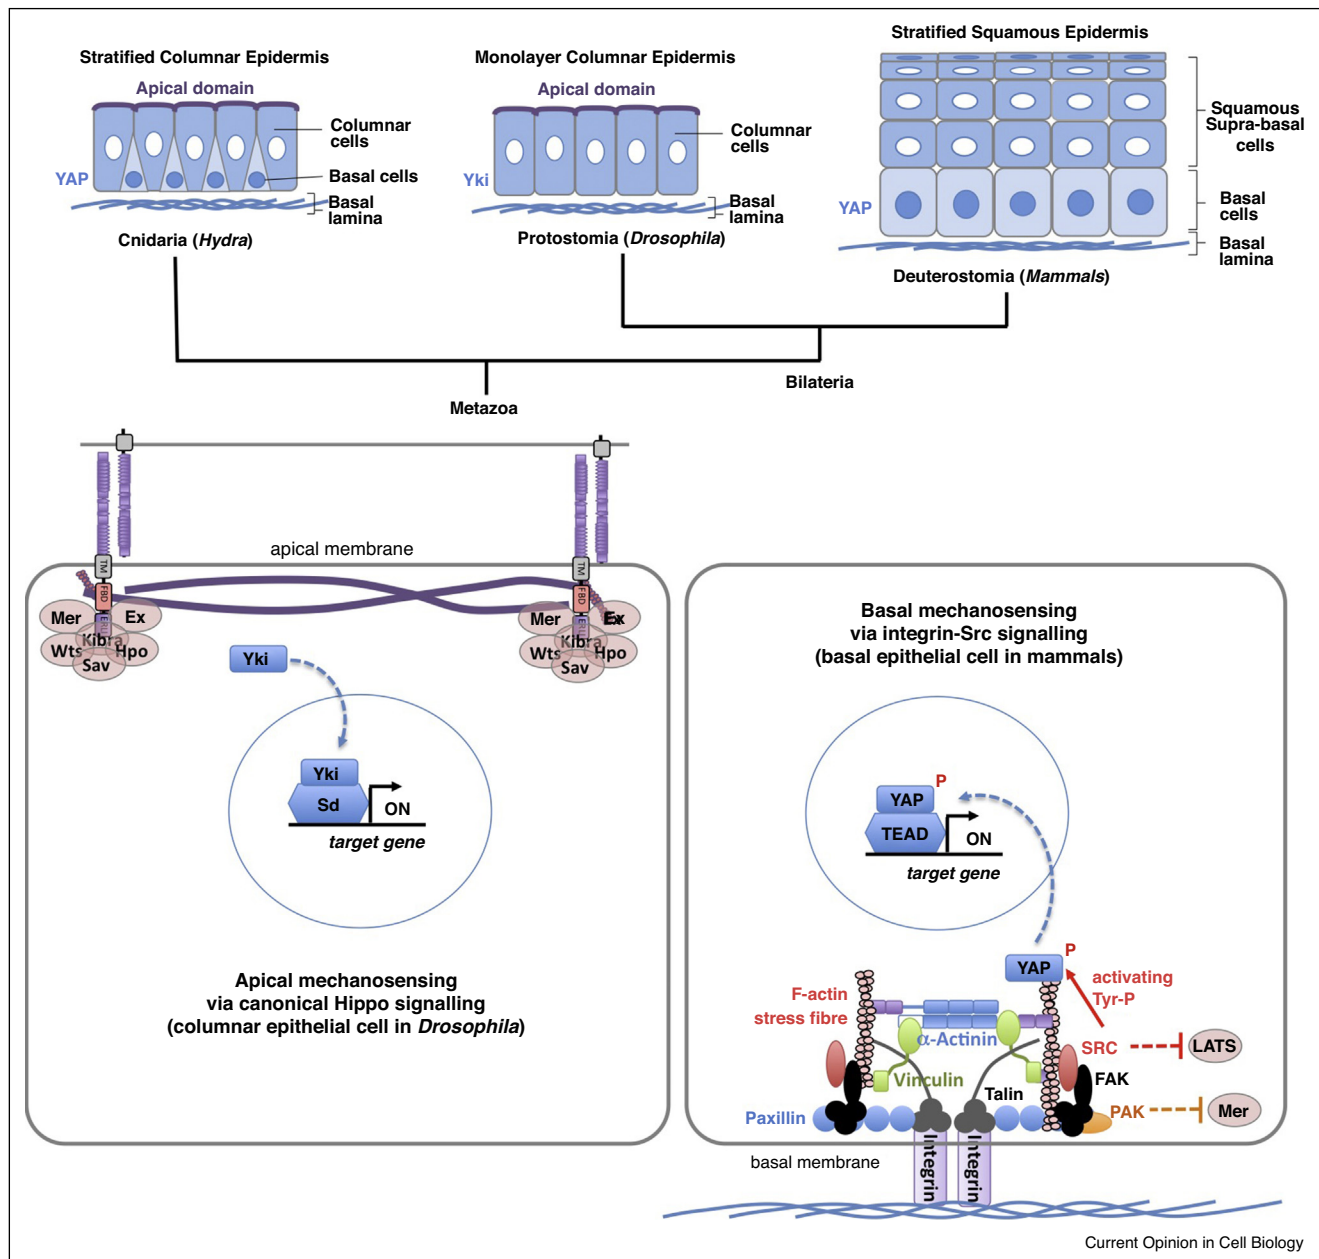 Stratified Columnar Epidermis
Apical domain
Columnar
cells
YAP
Basal cells
Basal
lamina
Cnidaria (Hydra)
Monolayer Columnar Epidermis
Apical domain
Columnar
cells
Yki
Basal
lamina
Protostomia (Drosophila)
Stratified Squamous Epidermis
Squamous
Supra-basal
cells
YAP
Basal
cells
Basal
lamina
Deuterostomia (Mammals)
Bilateria
Metazoa
apical membrane
TM
FBD
Mer
Ex
Kibra
Wts
Hpo
Sav
TM
FBD
Mer
Ex
Kibra
Wts
Hpo
Sav
Yki
Yki
Sd
ON
target gene
Apical mechanosensing
via canonical Hippo signalling
(columnar epithelial cell in Drosophila)
Basal mechanosensing
via integrin-Src signalling
(basal epithelial cell in mammals)
P
YAP
TEAD
ON
target gene
P
YAP
activating
Tyr-P
F-actin
stress fibre
α-Actinin
SRC
LATS
Vinculin
Talin
FAK
Paxillin
PAK
Mer
Integrin
Integrin
basal membrane
Current Opinion in Cell Biology